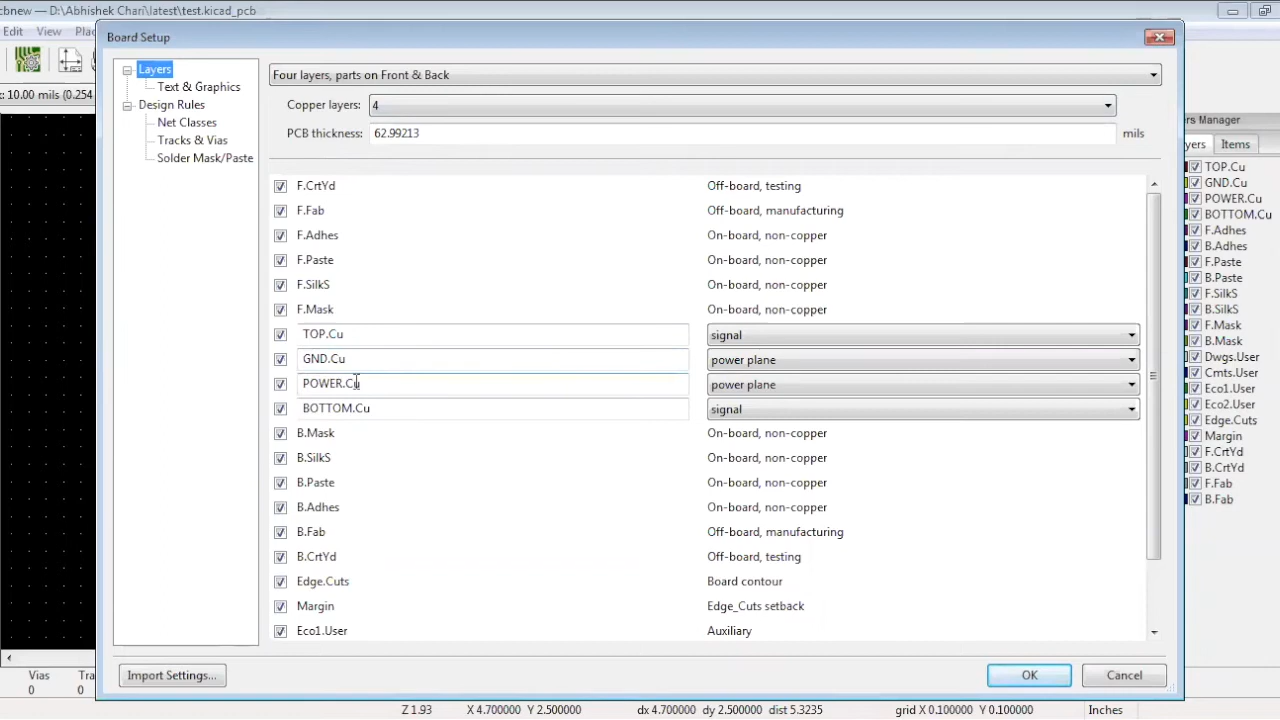 cbnew — D:\Abhishek Chari\latest\test.kicad_pcb
Edit View Plac
Board Setup
x: 10.00 mils (0.254
Layers
Text & Graphics
Design Rules
Net Classes
Tracks & Vias
Solder Mask/Paste
Four layers, parts on Front & Back
Copper layers: 4
PCB thickness: 62.99213 mils
F.CrtYd Off-board, testing
F.Fab Off-board, manufacturing
F.Adhes On-board, non-copper
F.Paste On-board, non-copper
F.SilkS On-board, non-copper
F.Mask On-board, non-copper
TOP.Cu signal
GND.Cu power plane
POWER.Cu power plane
BOTTOM.Cu signal
B.Mask On-board, non-copper
B.SilkS On-board, non-copper
B.Paste On-board, non-copper
B.Adhes On-board, non-copper
B.Fab Off-board, manufacturing
B.CrtYd Off-board, testing
Edge.Cuts Board contour
Margin Edge_Cuts setback
Eco1.User Auxiliary
Import Settings... OK Cancel
rs Manager
yers Items
TOP.Cu
GND.Cu
POWER.Cu
BOTTOM.Cu
F.Adhes
B.Adhes
F.Paste
B.Paste
F.SilkS
B.SilkS
F.Mask
B.Mask
Dwgs.User
Cmts.User
Eco1.User
Eco2.User
Edge.Cuts
Margin
F.CrtYd
B.CrtYd
F.Fab
B.Fab
Vias Tra
0 0
Z 1.93 X 4.700000 Y 2.500000 dx 4.700000 dy 2.500000 dist 5.3235 grid X 0.100000 Y 0.100000 Inches